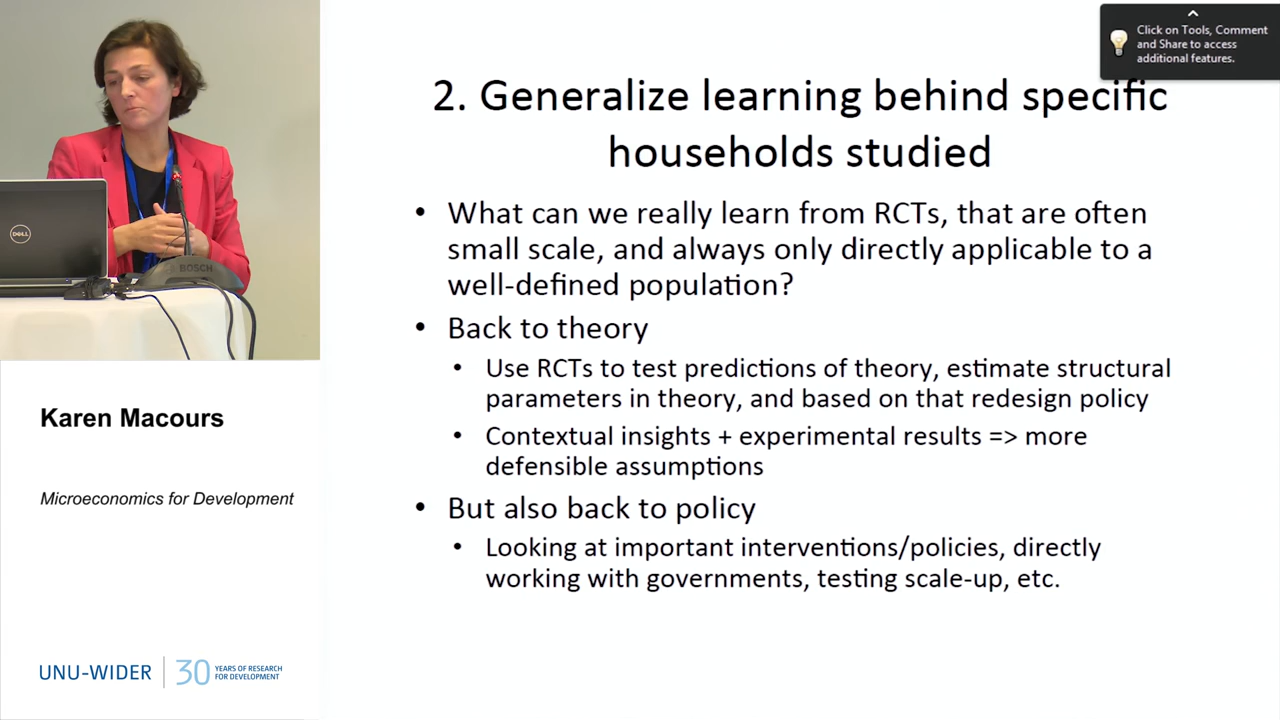 Click on Tools, Comment
and Share to access
additional features.
2. Generalize learning behind specific
households studied
• What can we really learn from RCTs, that are often
small scale, and always only directly applicable to a
well-defined population?
• Back to theory
• Use RCTs to test predictions of theory, estimate structural
parameters in theory, and based on that redesign policy
• Contextual insights + experimental results => more
defensible assumptions
• But also back to policy
• Looking at important interventions/policies, directly
working with governments, testing scale-up, etc.
DELL
BOSCH
Karen Macours
Microeconomics for Development
UNU-WIDER
30 YEARS OF RESEARCH
FOR DEVELOPMENT